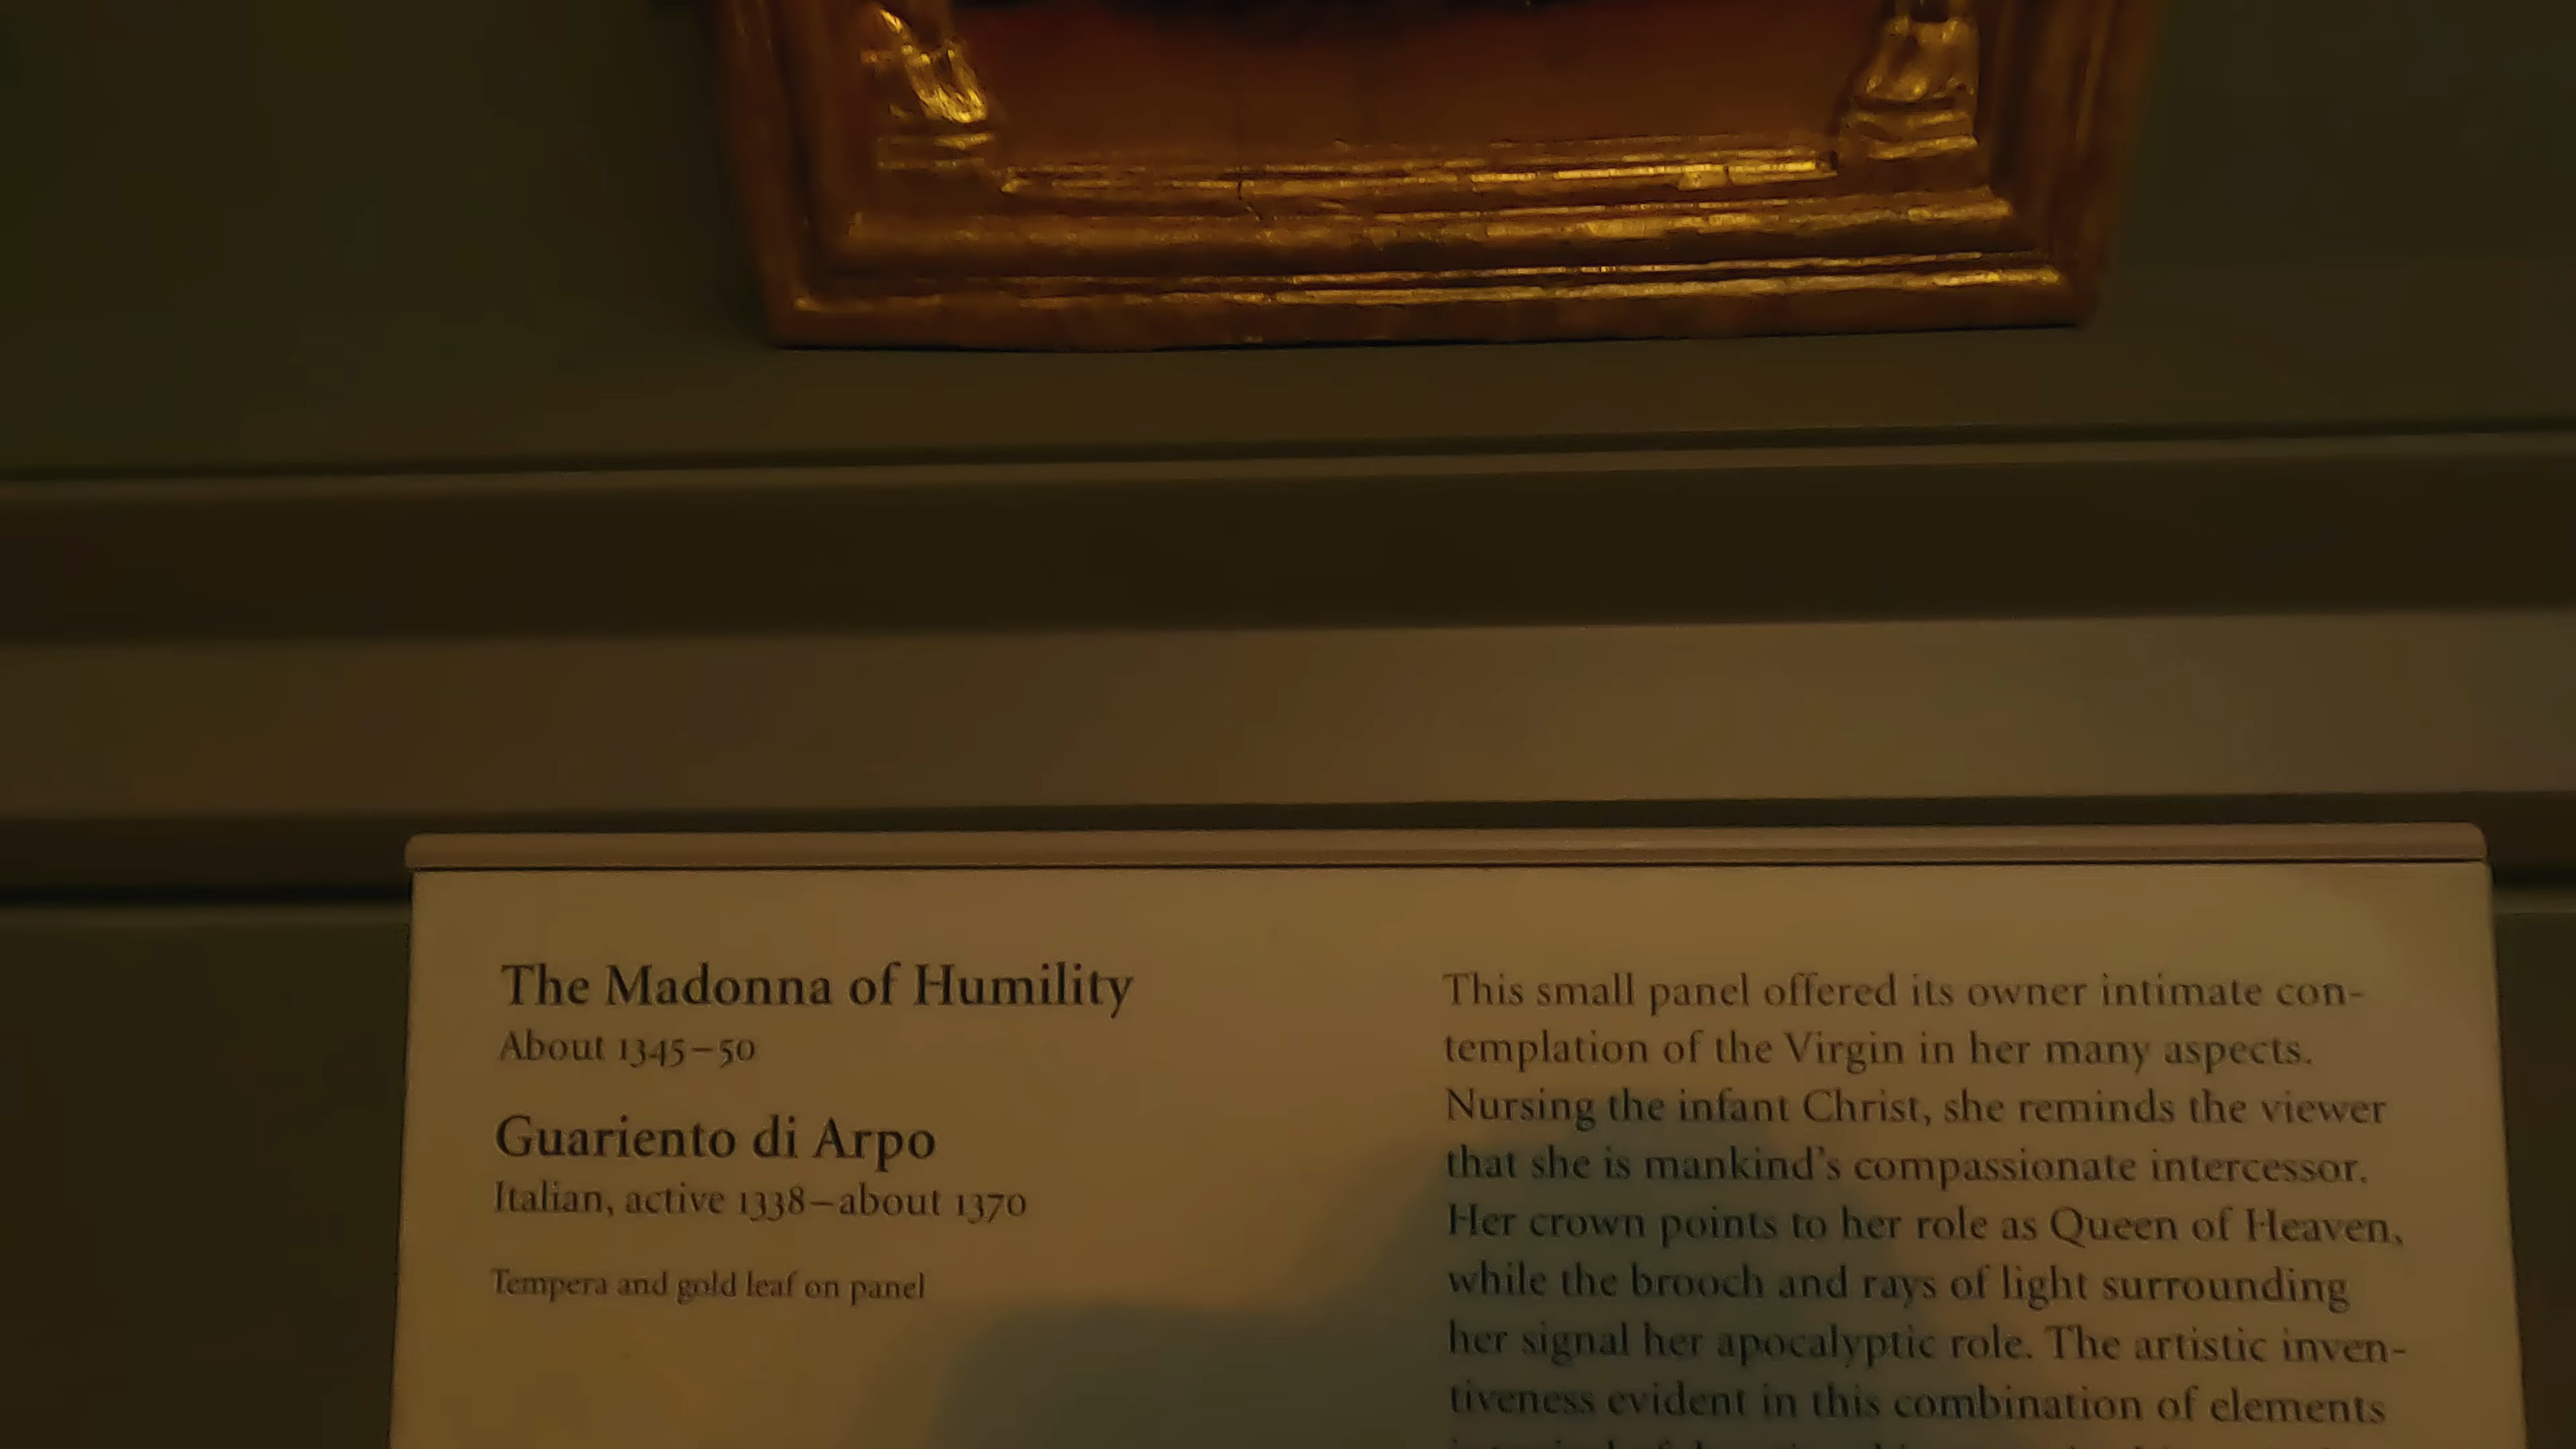 The Madonna of Humility
About 1345–50
Guariento di Arpo
Italian, active 1338–about 1370
Tempera and gold leaf on panel
This small panel offered its owner intimate con-
templation of the Virgin in her many aspects.
Nursing the infant Christ, she reminds the viewer
that she is mankind's compassionate intercessor.
Her crown points to her role as Queen of Heaven,
while the brooch and rays of light surrounding
her signal her apocalyptic role. The artistic inven-
tiveness evident in this combination of elements